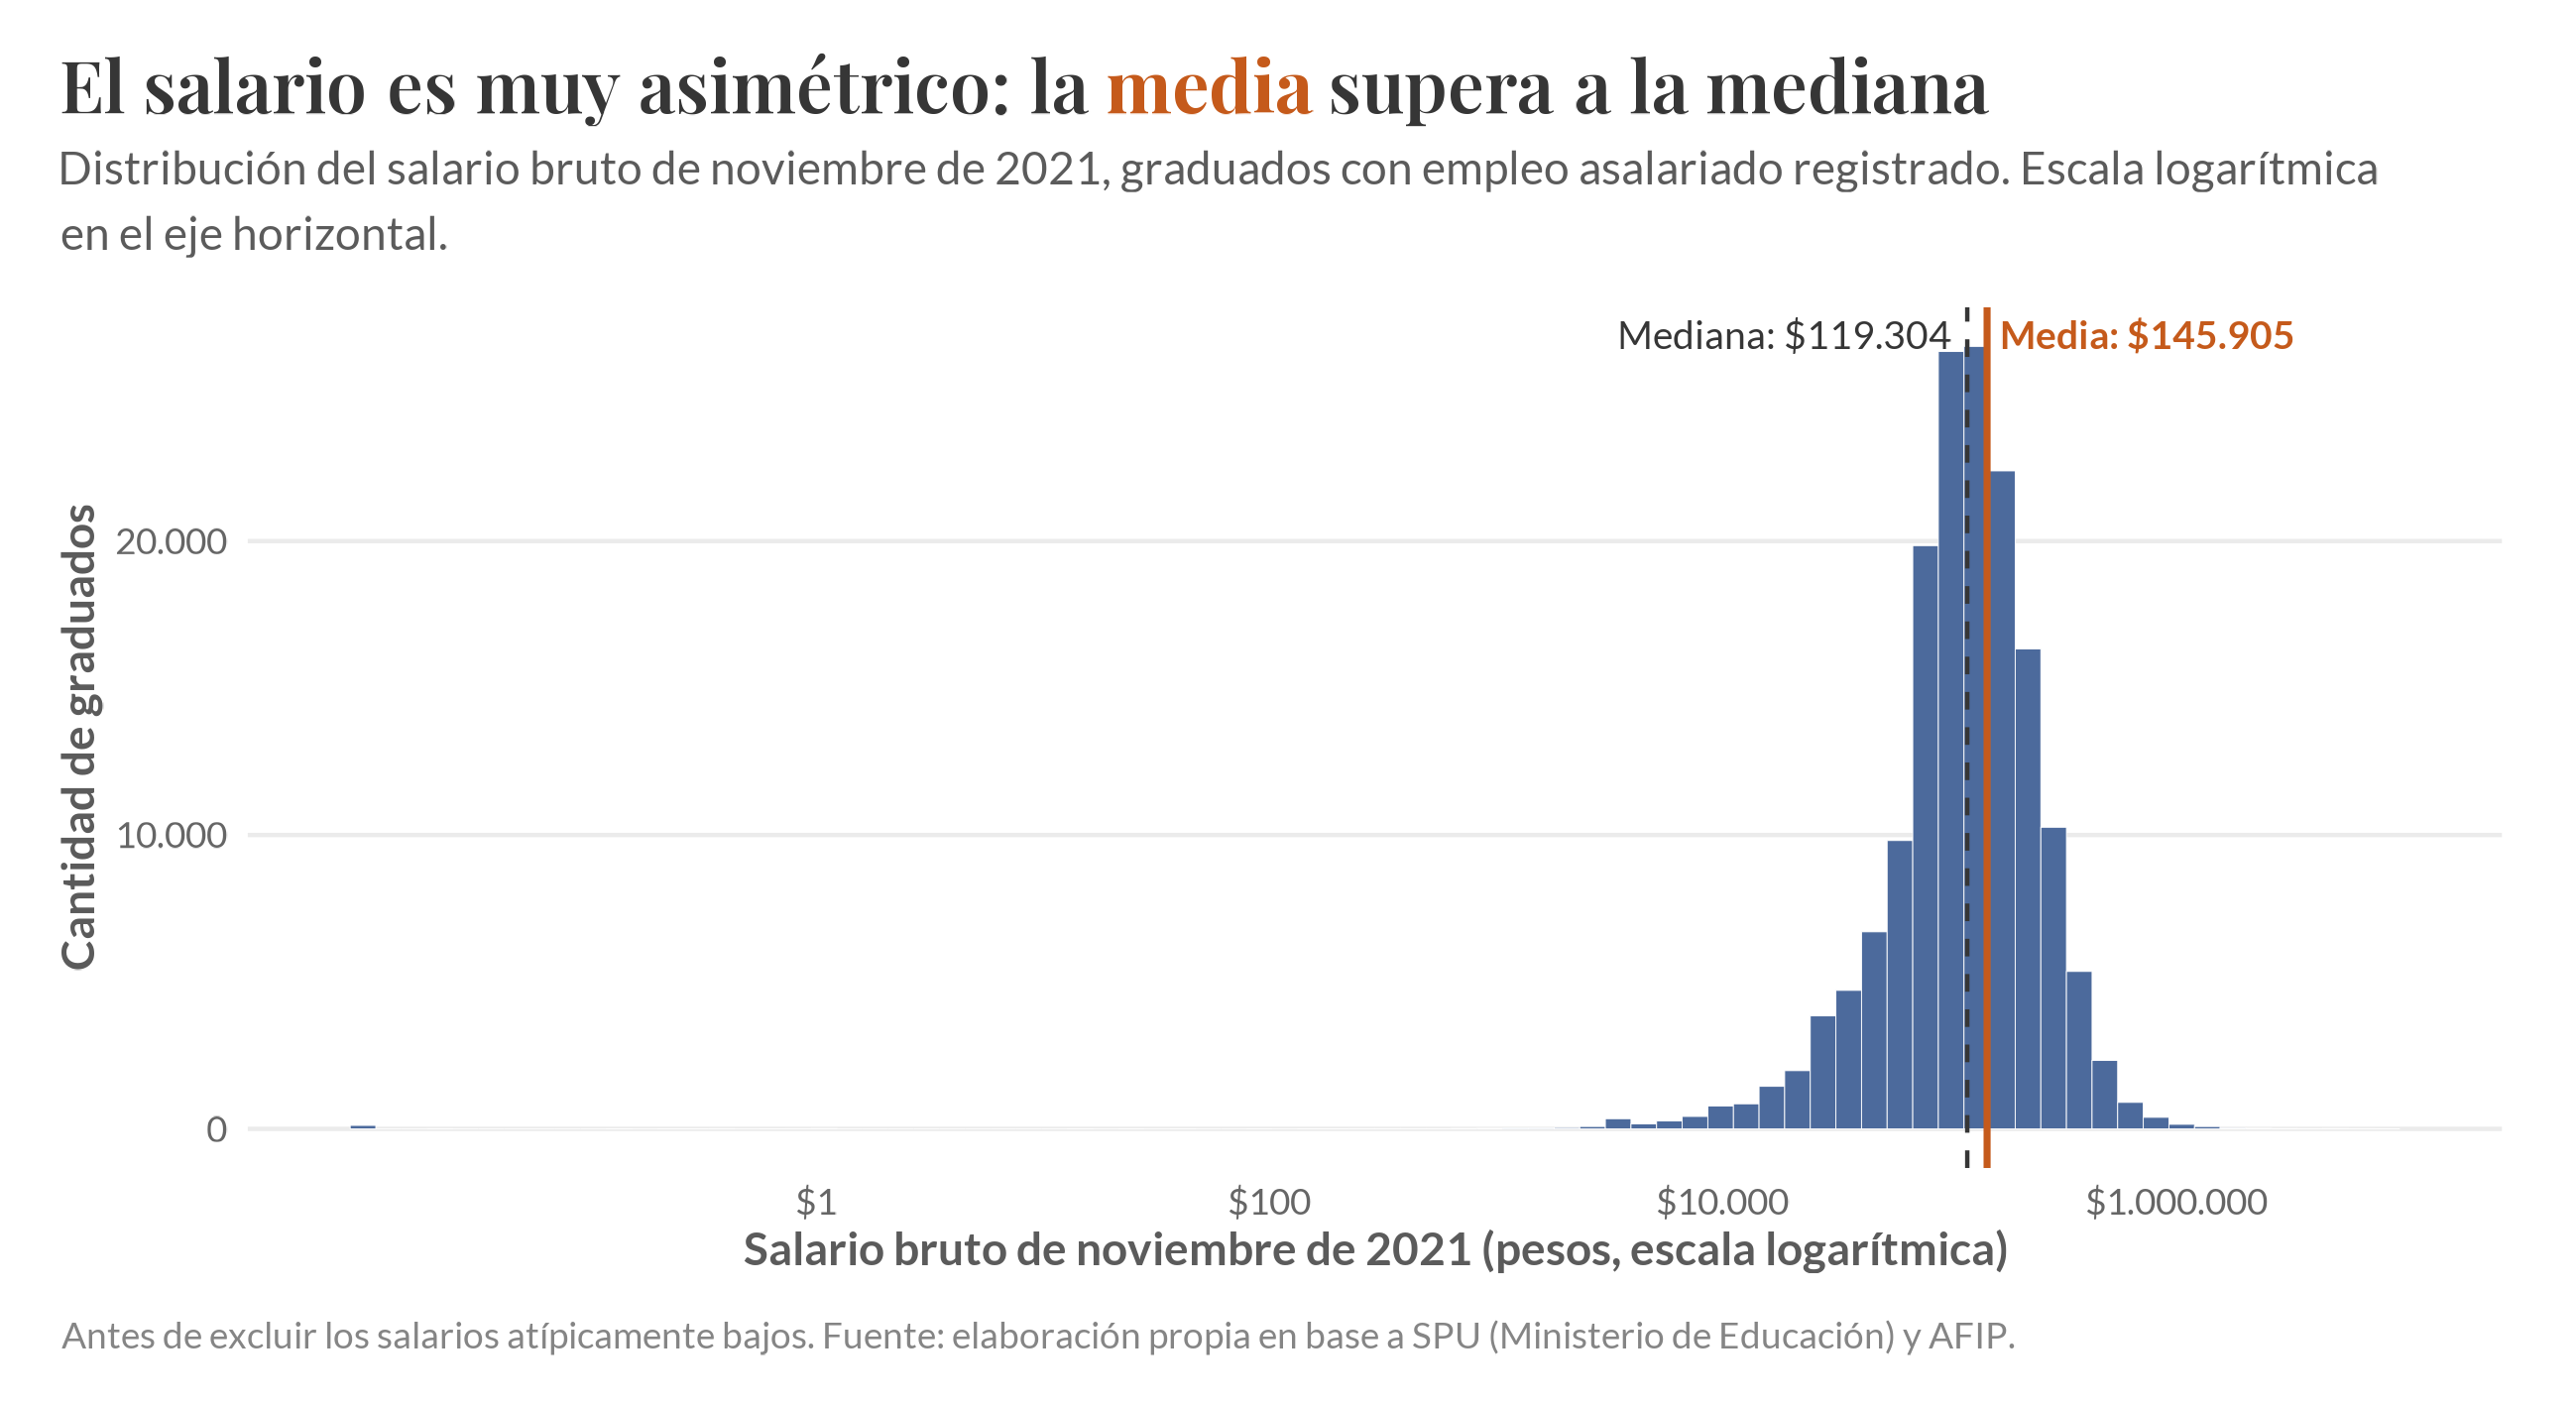 El salario es muy asimétrico: la media supera a la mediana
Distribución del salario bruto de noviembre de 2021, graduados con empleo asalariado registrado. Escala logarítmica
en el eje horizontal.
Mediana: $119.304
Media: $145.905
Cantidad de graduados
20.000
10.000
0
$1
$100
$10.000
$1.000.000
Salario bruto de noviembre de 2021 (pesos, escala logarítmica)
Antes de excluir los salarios atípicamente bajos. Fuente: elaboración propia en base a SPU (Ministerio de Educación) y AFIP.